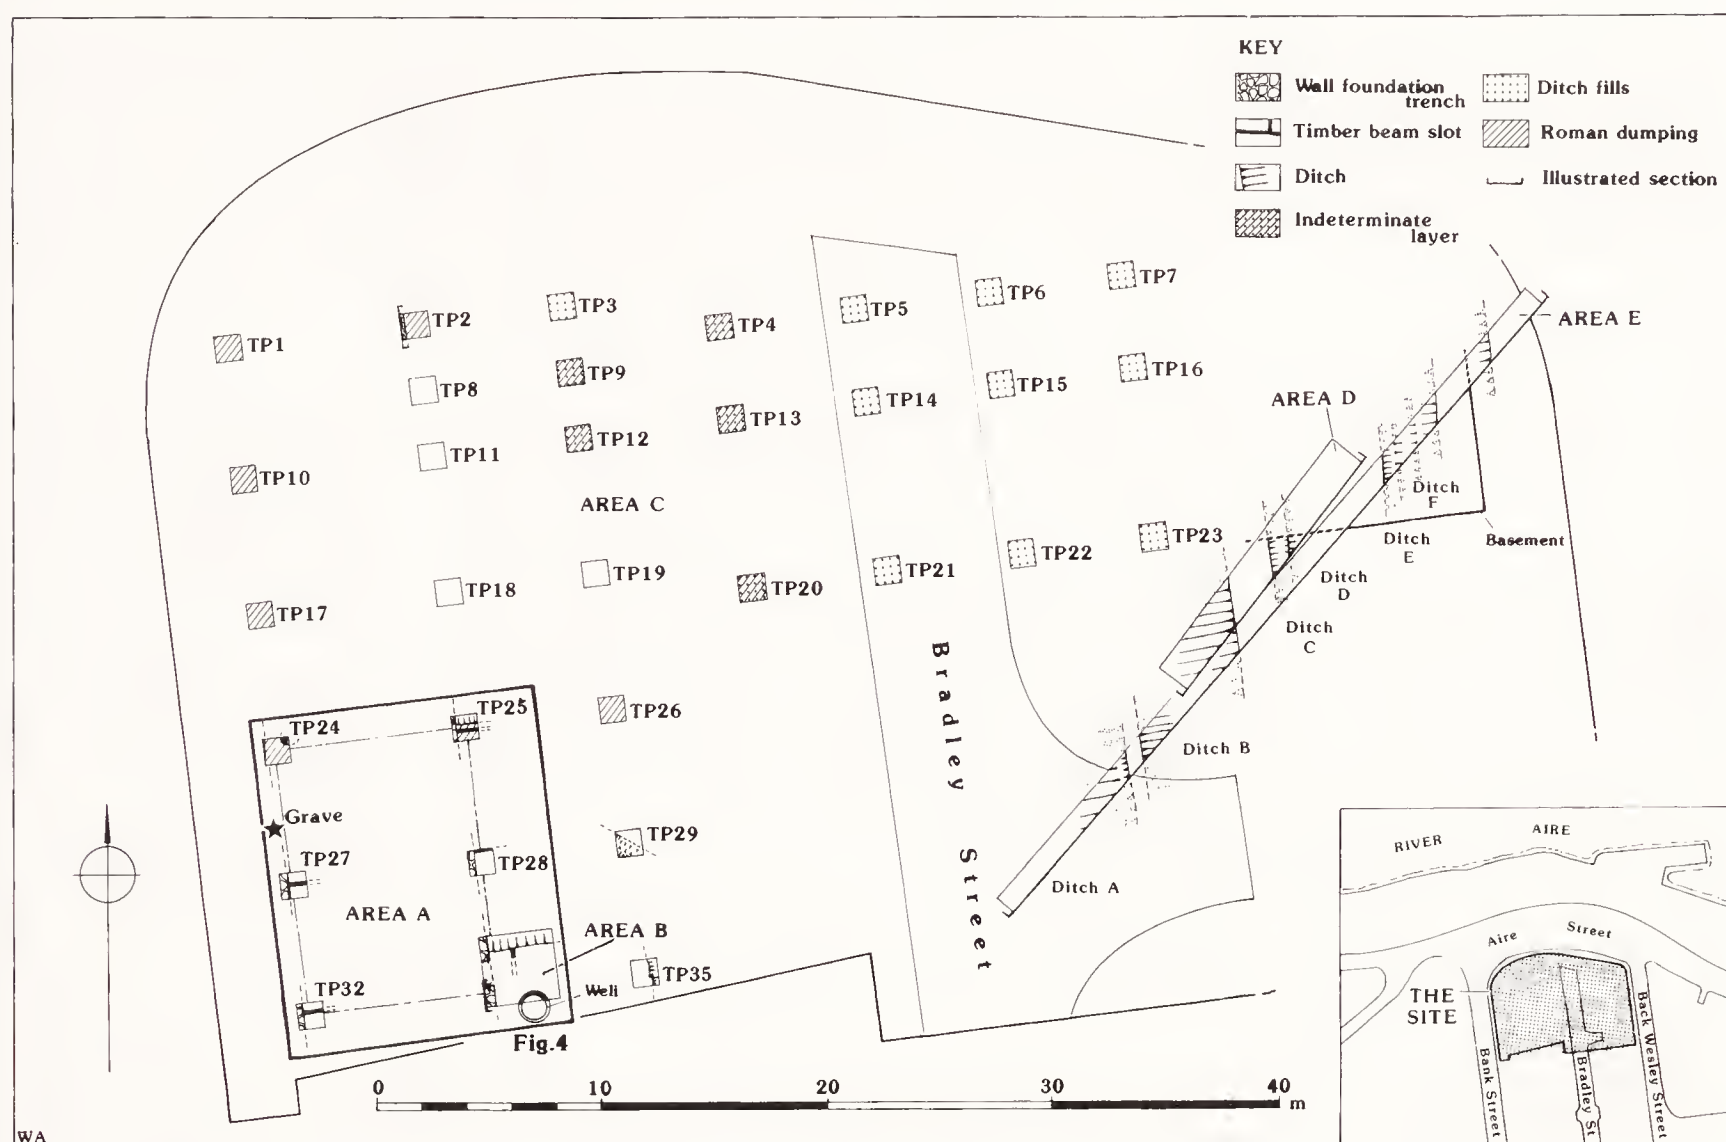 KEY
Wall foundation
trench
Timber beam slot
Ditch
Indeterminate
layer
Ditch fills
Roman dumping
Illustrated section
TP1
TP2
TP3
TP4
TP5
TP6
TP7
AREA E
TP8
TP9
TP13
TP14
TP15
TP16
AREA D
TP10
TP11
TP12
AREA C
Ditch
F
Ditch
E
Basement
TP17
TP18
TP19
TP20
TP21
TP22
TP23
Ditch
D
Ditch
C
Bradley Street
TP24
TP25
TP26
Ditch B
Grave
TP27
TP28
TP29
Ditch A
AREA A
AREA B
TP32
Well
TP35
Fig.4
0 10 20 30 40 m
RIVER AIRE
Aire Street
THE
SITE
Bank Street
Bradley St
Back Wesley Street
WA